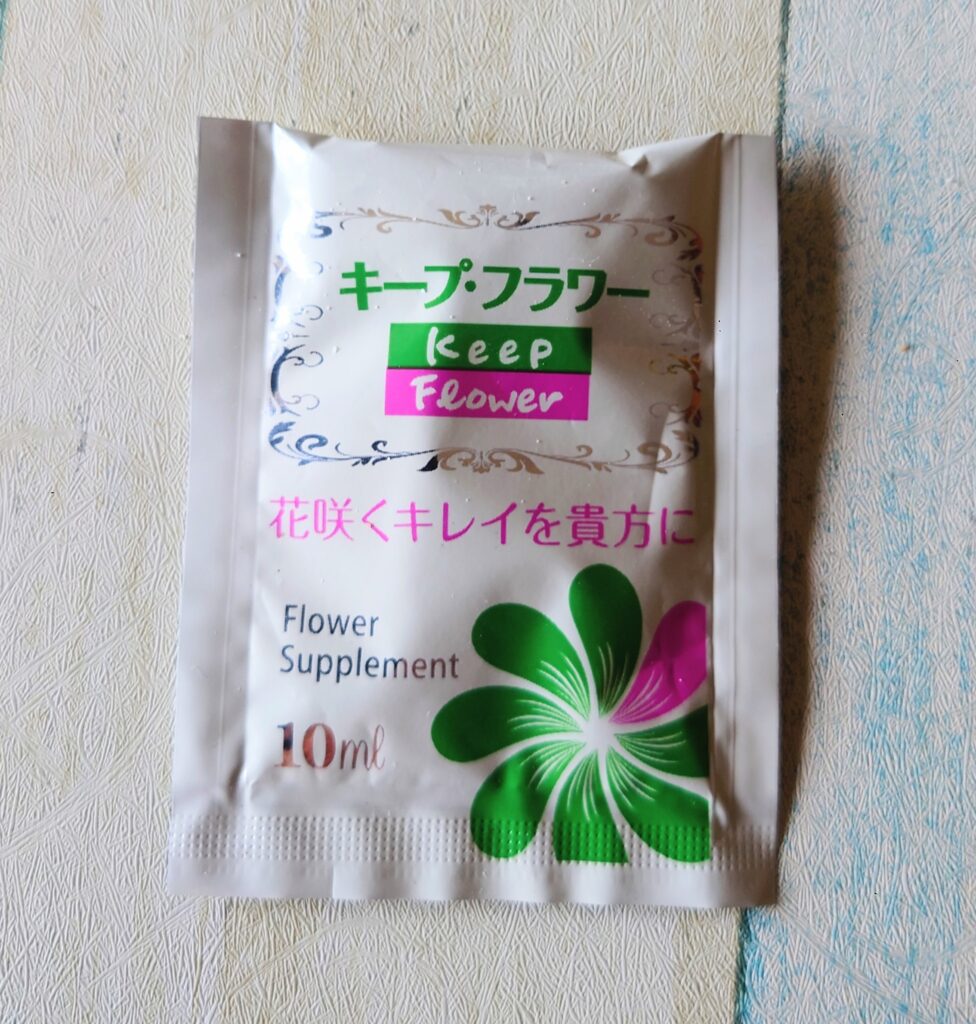 キープ・フラワー
Keep
Flower
花咲くキレイを貴方に
Flower
Supplement
10ml